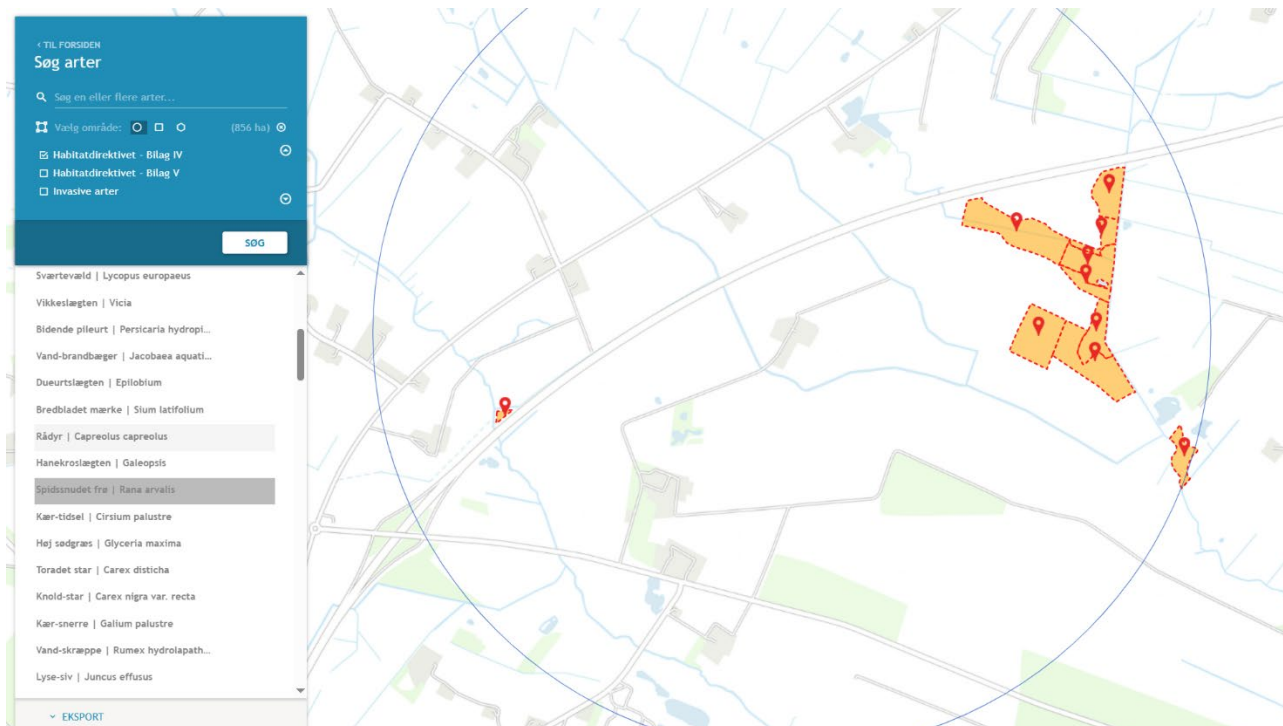 ‹ TIL FORSIDEN
Søg arter
Søg en eller flere arter...
Vælg område: (856 ha)
Habitatdirektivet - Bilag IV
Habitatdirektivet - Bilag V
Invasive arter
SØG
Sværtevæld | Lycopus europaeus
Vikkeslægten | Vicia
Bidende pileurt | Persicaria hydropi...
Vand-brandbæger | Jacobaea aquati...
Dueurtslægten | Epilobium
Bredbladet mærke | Sium latifolium
Rådyr | Capreolus capreolus
Hanekroslægten | Galeopsis
Spidssnudet frø | Rana arvalis
Kær-tidsel | Cirsium palustre
Høj sødgræs | Glyceria maxima
Toradet star | Carex disticha
Knold-star | Carex nigra var. recta
Kær-snerre | Galium palustre
Vand-skræppe | Rumex hydrolapath...
Lyse-siv | Juncus effusus
EKSPORT